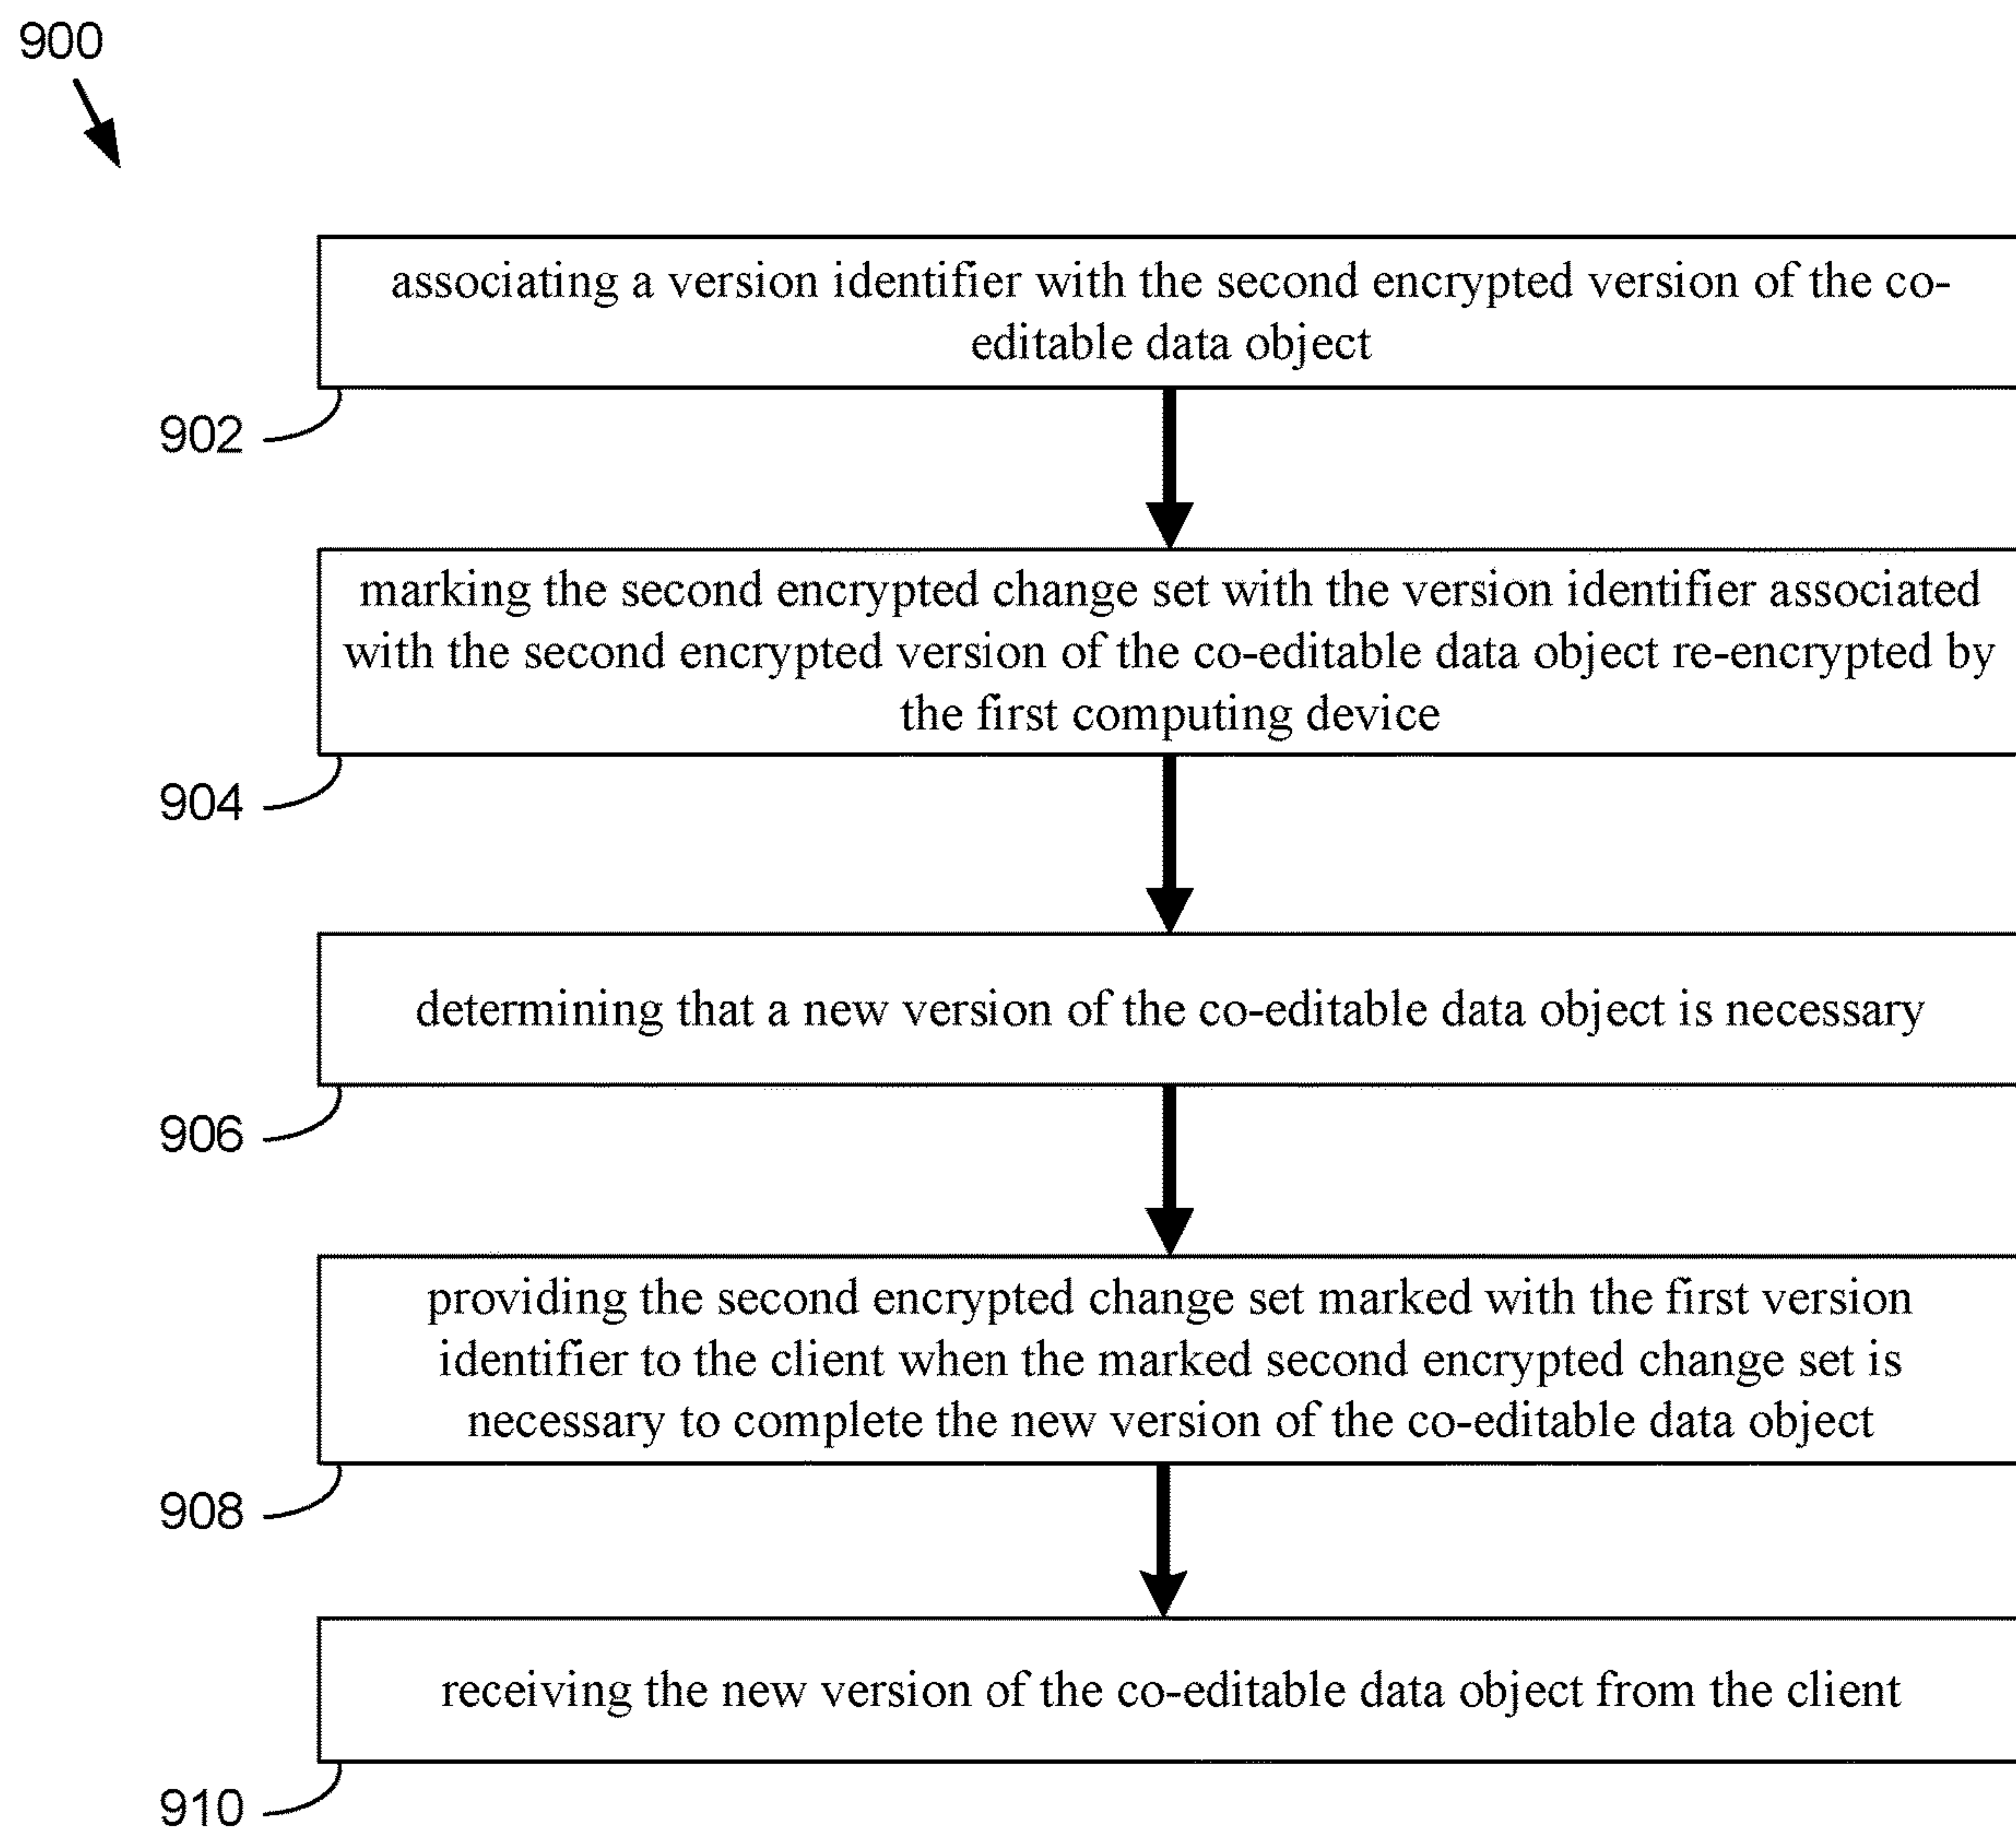 900
associating a version identifier with the second encrypted version of the co-
editable data object
902
marking the second encrypted change set with the version identifier associated
with the second encrypted version of the co-editable data object re-encrypted by
the first computing device
904
determining that a new version of the co-editable data object is necessary
906
providing the second encrypted change set marked with the first version
identifier to the client when the marked second encrypted change set is
necessary to complete the new version of the co-editable data object
908
receiving the new version of the co-editable data object from the client
910